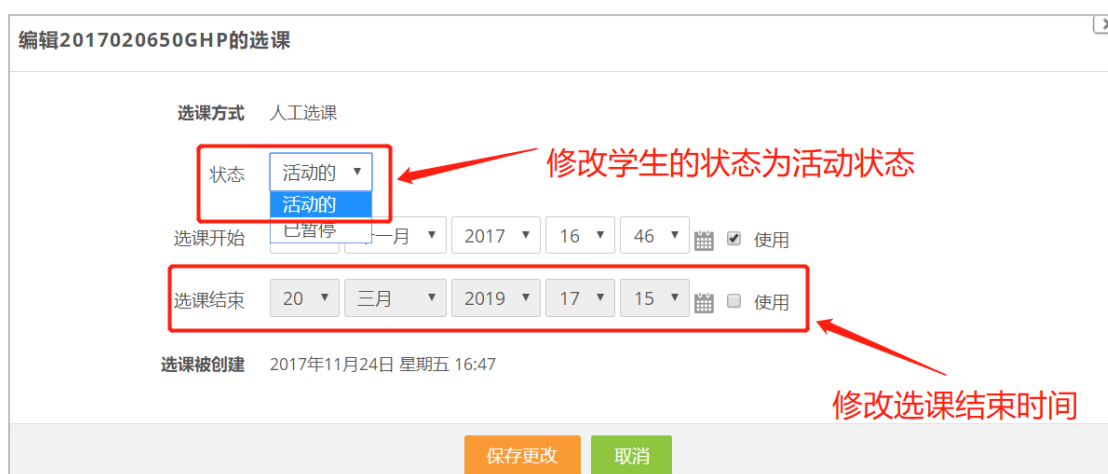 编辑2017020650GHP的选课
选课方式 人工选课
状态 活动的
修改学生的状态为活动状态
活动的
已暂停
选课开始 一月 2017 16 46 使用
选课结束 20 三月 2019 17 15 使用
选课被创建 2017年11月24日 星期五 16:47
修改选课结束时间
保存更改 取消